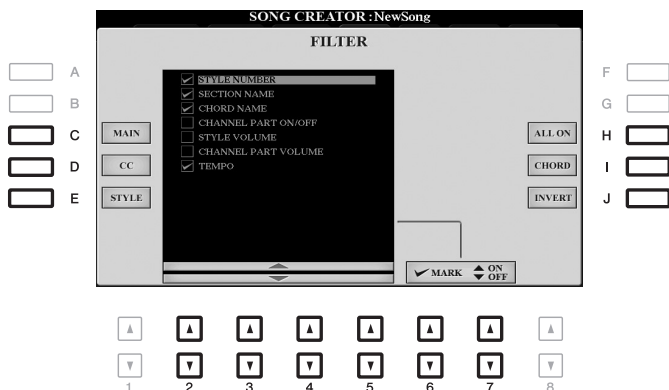 SONG CREATOR : NewSong
FILTER
STYLE NUMBER
SECTION NAME
CHORD NAME
CHANNEL PART ON/OFF
STYLE VOLUME
CHANNEL PART VOLUME
TEMPO
A
B
C
D
E
MAIN
CC
STYLE
ALL ON
CHORD
INVERT
F
G
H
I
J
MARK ON
OFF
1 2 3 4 5 6 7 8